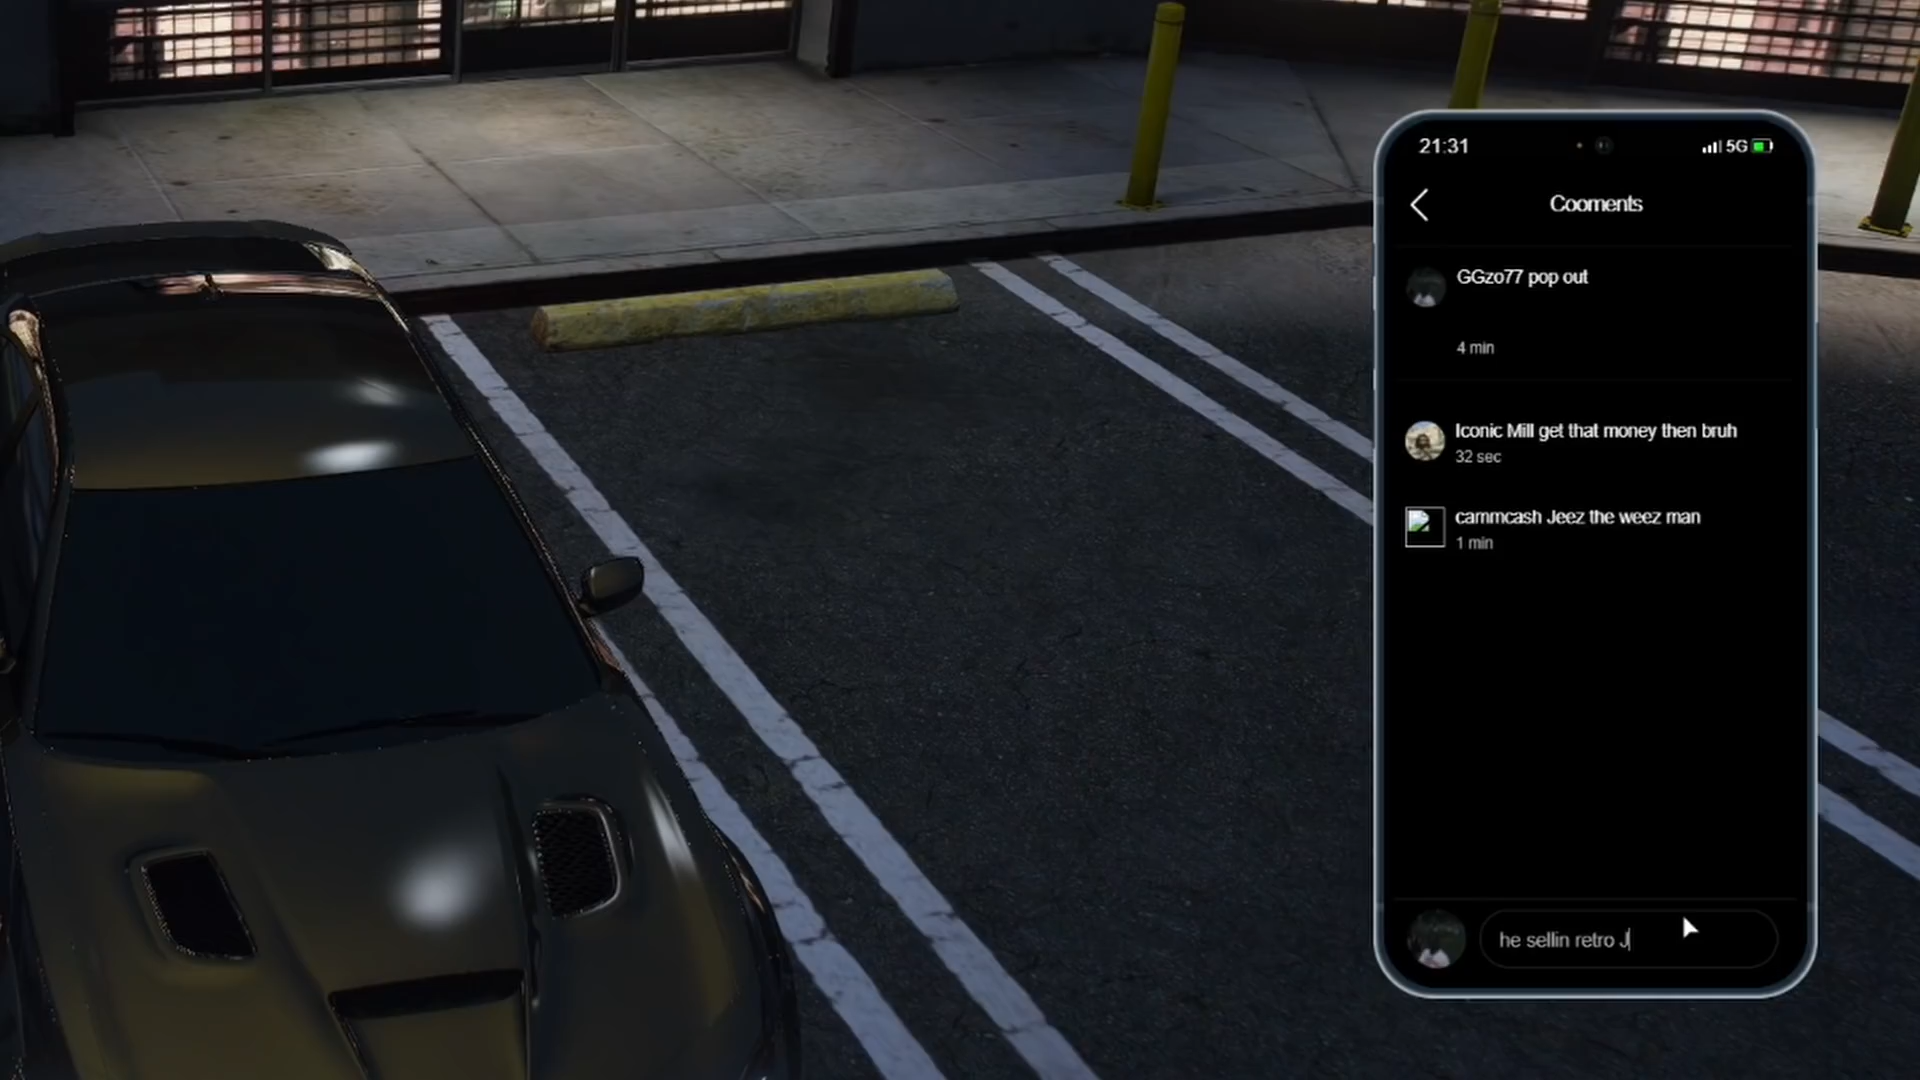 21:31
5G
Cooments
GGzo77 pop out
4 min
Iconic Mill get that money then bruh
32 sec
cammcash Jeez the weez man
1 min
he sellin retro J